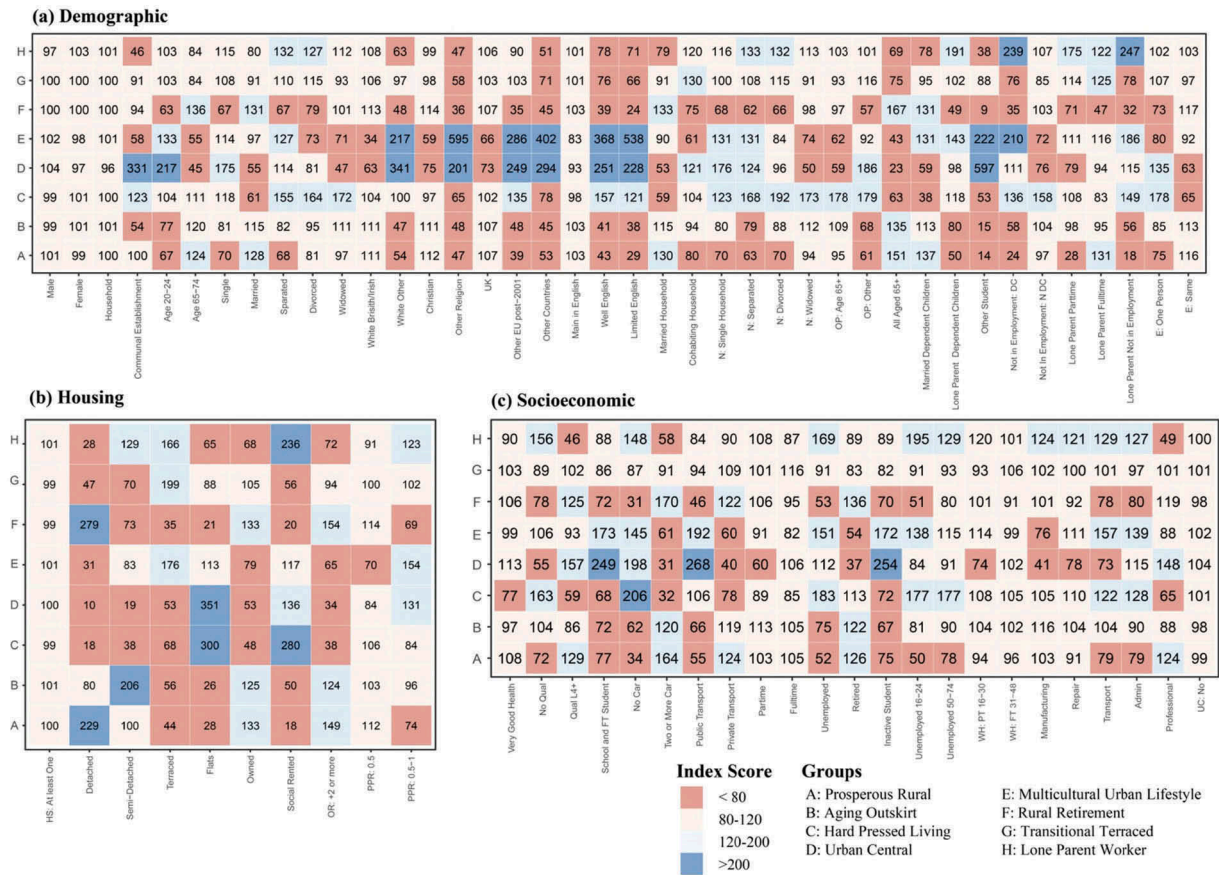 (a) Demographic
H 97 103 101 46 103 84 115 80 132 127 112 108 63 99 47 106 90 51 101 78 71 79 120 116 133 132 113 103 101 69 78 191 38 239 107 175 122 247 102 103
G 100 100 100 91 103 84 108 91 110 115 93 106 97 98 58 103 103 71 101 76 66 91 130 100 108 115 91 93 116 75 95 102 88 76 85 114 125 78 107 97
F 100 100 100 94 63 136 67 131 67 79 101 113 48 114 36 107 35 45 103 39 24 133 75 68 62 66 98 97 57 167 131 49 9 35 103 71 47 32 73 117
E 102 98 100 58 133 55 114 97 127 73 71 34 217 59 595 66 286 402 83 368 538 90 61 131 131 84 74 62 92 43 131 143 222 210 72 111 116 186 80 92
D 104 97 96 331 217 45 175 55 114 81 47 63 341 75 201 73 249 294 93 251 228 53 121 176 124 96 50 59 186 23 59 98 597 111 76 79 94 115 135 63
C 99 101 100 123 104 111 118 61 155 164 172 104 100 97 65 102 135 78 98 157 121 59 104 123 168 192 173 178 179 63 38 118 53 136 158 108 83 149 178 65
B 99 101 101 54 77 120 81 115 82 95 111 111 47 111 48 107 48 45 102 41 38 115 94 80 79 88 112 109 68 135 113 80 15 58 104 98 95 56 85 113
A 101 99 100 100 67 124 70 128 68 81 97 111 54 112 47 107 39 53 103 43 29 130 80 70 63 70 94 95 61 151 137 50 14 24 97 28 131 18 75 116
Male
Female
Household
Communal Establishment
Age 20−24
Age 65−74
Single
Married
Separated
Divorced
Widowed
White Bristh/Irish
White Other
Christian
Other Religion
UK
Other EU post−2001
Other Countries
Main in English
Well English
Limited English
Married Household
Cohabiting Household
N: Single Household
N: Separated
N: Divorced
N: Widowed
OP: Age 65+
OP: Other
All Aged 65+
Married Dependent Children
Lone Parent Dependent Children
Other Student
Not in Employment: DC
Not In Employment: N DC
Lone Parent Parttime
Lone Parent Fulltime
Lone Parent Not in Employment
E: One Person
E: Same
(b) Housing
H 101 28 129 166 65 68 236 72 91 123
G 99 47 70 199 88 105 56 94 100 102
F 99 279 73 35 21 133 20 154 114 69
E 101 31 83 176 113 79 117 65 70 154
D 100 10 19 53 351 53 136 34 84 131
C 99 18 38 68 300 48 280 38 106 84
B 101 80 206 56 26 125 50 124 103 96
A 100 229 100 44 28 133 18 149 112 74
HS: At least One
Detached
Semi−Detached
Terraced
Flats
Owned
Social Rented
OR: +2 or more
PPR: 0.5
PPR: 0.5−1
(c) Socioeconomic
H 90 156 46 88 148 58 84 90 108 87 169 89 89 195 129 120 101 124 121 129 127 49 100
G 103 89 102 86 87 91 94 109 101 116 91 83 82 91 93 93 106 102 100 101 97 101 101
F 106 78 125 72 31 170 46 122 106 95 53 136 70 51 80 101 91 101 92 78 80 119 98
E 99 106 93 173 145 61 192 60 91 82 151 54 172 138 115 114 99 76 111 157 139 88 102
D 113 55 157 249 198 40 268 40 60 106 112 37 254 84 91 74 102 41 78 73 115 148 104
C 77 163 59 68 206 32 106 78 89 85 183 113 72 177 177 108 105 105 110 122 128 65 101
B 97 104 86 72 62 120 66 119 113 105 75 122 67 81 90 104 102 116 104 104 90 88 98
A 108 72 129 77 34 164 55 124 103 105 52 126 75 50 78 94 96 103 91 79 79 124 99
Very Good Health
No Qual
Qual L4+
School and FT Student
No Car
Two or More Car
Public Transport
Private Transport
Partime
Fulltime
Unemployed
Retired
Inactive Student
Unemployed 16−24
Unemployed 50−74
WH: PT 16−30
WH: FT 31−48
Manufacturing
Repair
Transport
Admin
Professional
UC: No
Index Score
< 80
80-120
120-200
>200
Groups
A: Prosperous Rural
B: Aging Outskirt
C: Hard Pressed Living
D: Urban Central
E: Multicultural Urban Lifestyle
F: Rural Retirement
G: Transitional Terraced
H: Lone Parent Worker